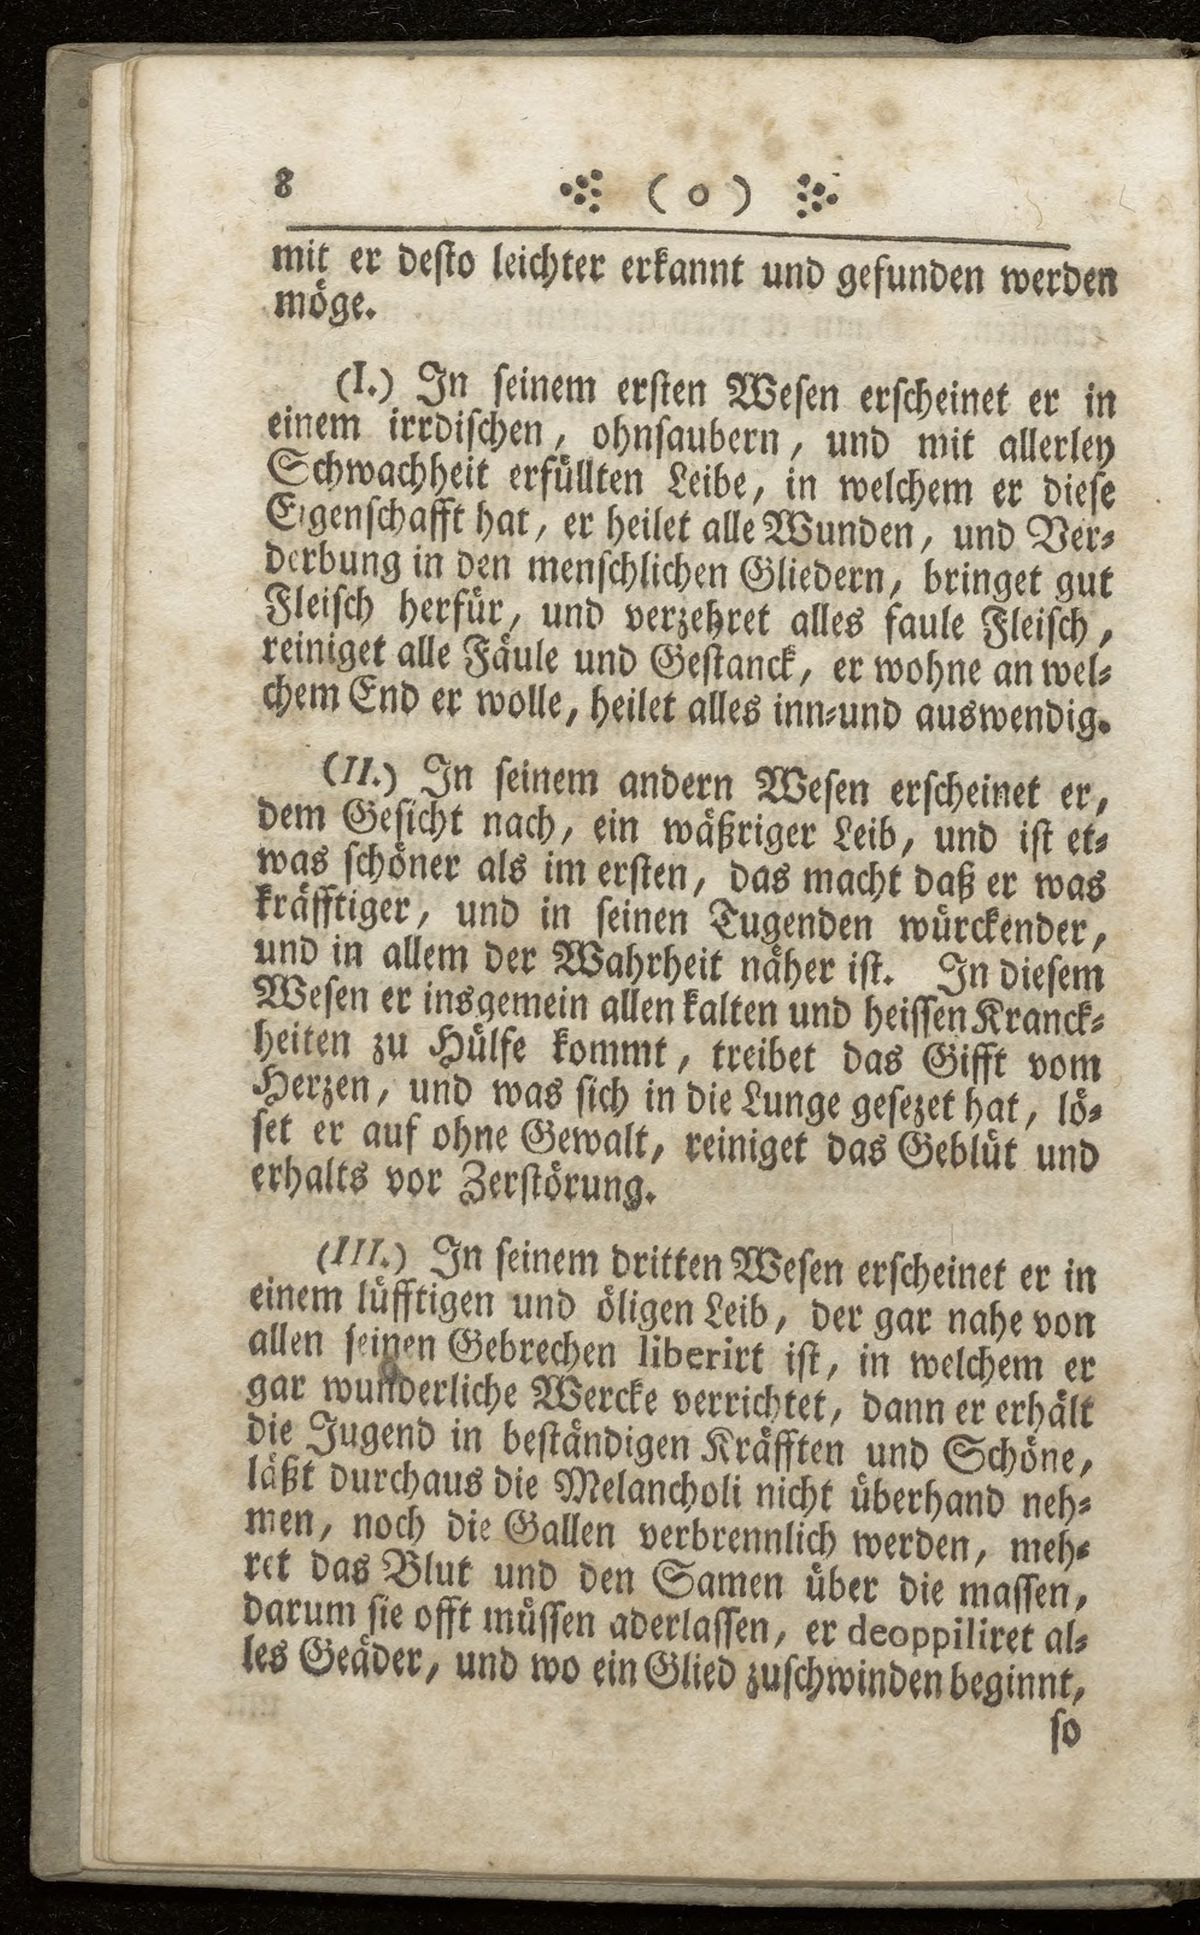 8 ( o )
mit er deſto leichter erkannt und gefunden werden
möge.
(I.) In ſeinem erſten Weſen erſcheinet er in
einem irrdiſchen, ohnſaubern, und mit allerley
Schwachheit erfüllten Leibe, in welchem er dieſe
Eigenſchafft hat, er heilet alle Wunden, und Ver⸗
derbung in den menſchlichen Gliedern, bringet gut
Fleiſch herfür, und verzehret alles faule Fleiſch,
reiniget alle Fäule und Geſtanck, er wohne an wel⸗
chem End er wolle, heilet alles inn⸗und auswendig.
(II.) In ſeinem andern Weſen erſcheinet er,
dem Geſicht nach, ein wäßriger Leib, und iſt et⸗
was ſchöner als im erſten, das macht daß er was
kräfftiger, und in ſeinen Tugenden würckender,
und in allem der Wahrheit näher iſt. In dieſem
Weſen er insgemein allen kalten und heiſſen Kranck⸗
heiten zu Hülfe kommt, treibet das Gifft vom
Herzen, und was ſich in die Lunge geſezet hat, lö⸗
ſet er auf ohne Gewalt, reiniget das Geblüt und
erhalts vor Zerſtörung.
(III.) In ſeinem dritten Weſen erſcheinet er in
einem lüfftigen und öligen Leib, der gar nahe von
allen ſeinen Gebrechen liberirt iſt, in welchem er
gar wunderliche Wercke verrichtet, dann er erhält
die Jugend in beſtändigen Kräfften und Schöne,
läßt durchaus die Melancholi nicht überhand neh⸗
men, noch die Gallen verbrennlich werden, meh⸗
ret das Blut und den Samen über die maſſen,
darum ſie offt müſſen aderlaſſen, er deoppiliret al⸗
les Geäder, und wo ein Glied zuſchwinden beginnt,
ſo